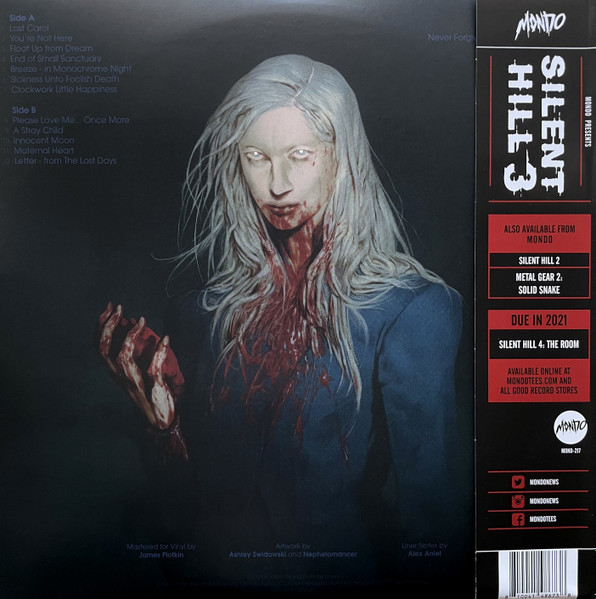 Side A
Lost Carol
You're Not Here
Float Up from Dream
End of Small Sanctuary
Breeze - in Monochrome Night
Sickness Unto Foolish Death
Clockwork Little Happiness
Side B
Please Love Me... Once More
A Stray Child
Innocent Moon
Maternal Heart
Letter - from The Lost Days
Never Forgiv
Mastered for Vinyl by
James Plotkin
Artwork by
Ashley Swidowski and Nephelomancer
Liner Notes by
Alex Aniel
MONDO
MONDO PRESENTS
SILENT
HILL 3
ALSO AVAILABLE FROM
MONDO
SILENT HILL 2
METAL GEAR 2:
SOLID SNAKE
DUE IN 2021
SILENT HILL 4: THE ROOM
AVAILABLE ONLINE AT
MONDOTEES.COM AND
ALL GOOD RECORD STORES
MONDO
MOND-217
MONDONEWS
MONDONEWS
MONDOTEES